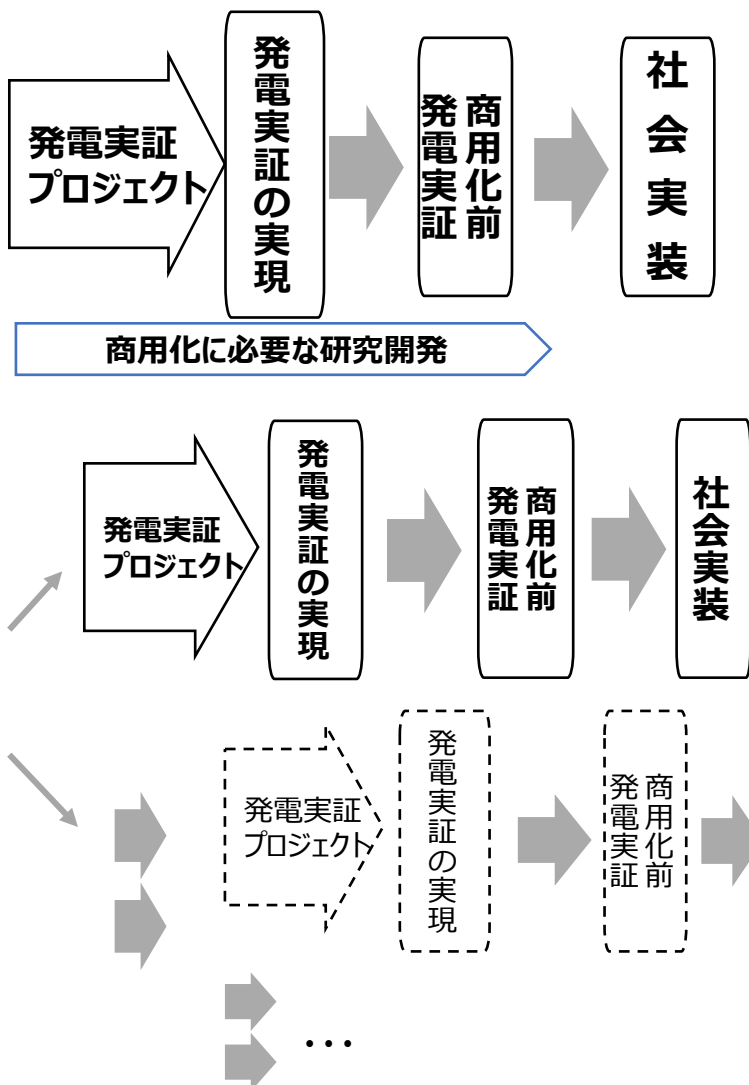 発電実証
プロジェクト
発電実証の実現
商用化前
発電実証
社会実装
商用化に必要な研究開発
発電実証
プロジェクト
発電実証の実現
商用化前
発電実証
社会実装
発電実証
プロジェクト
発電実証の実現
商用化前
発電実証
・・・